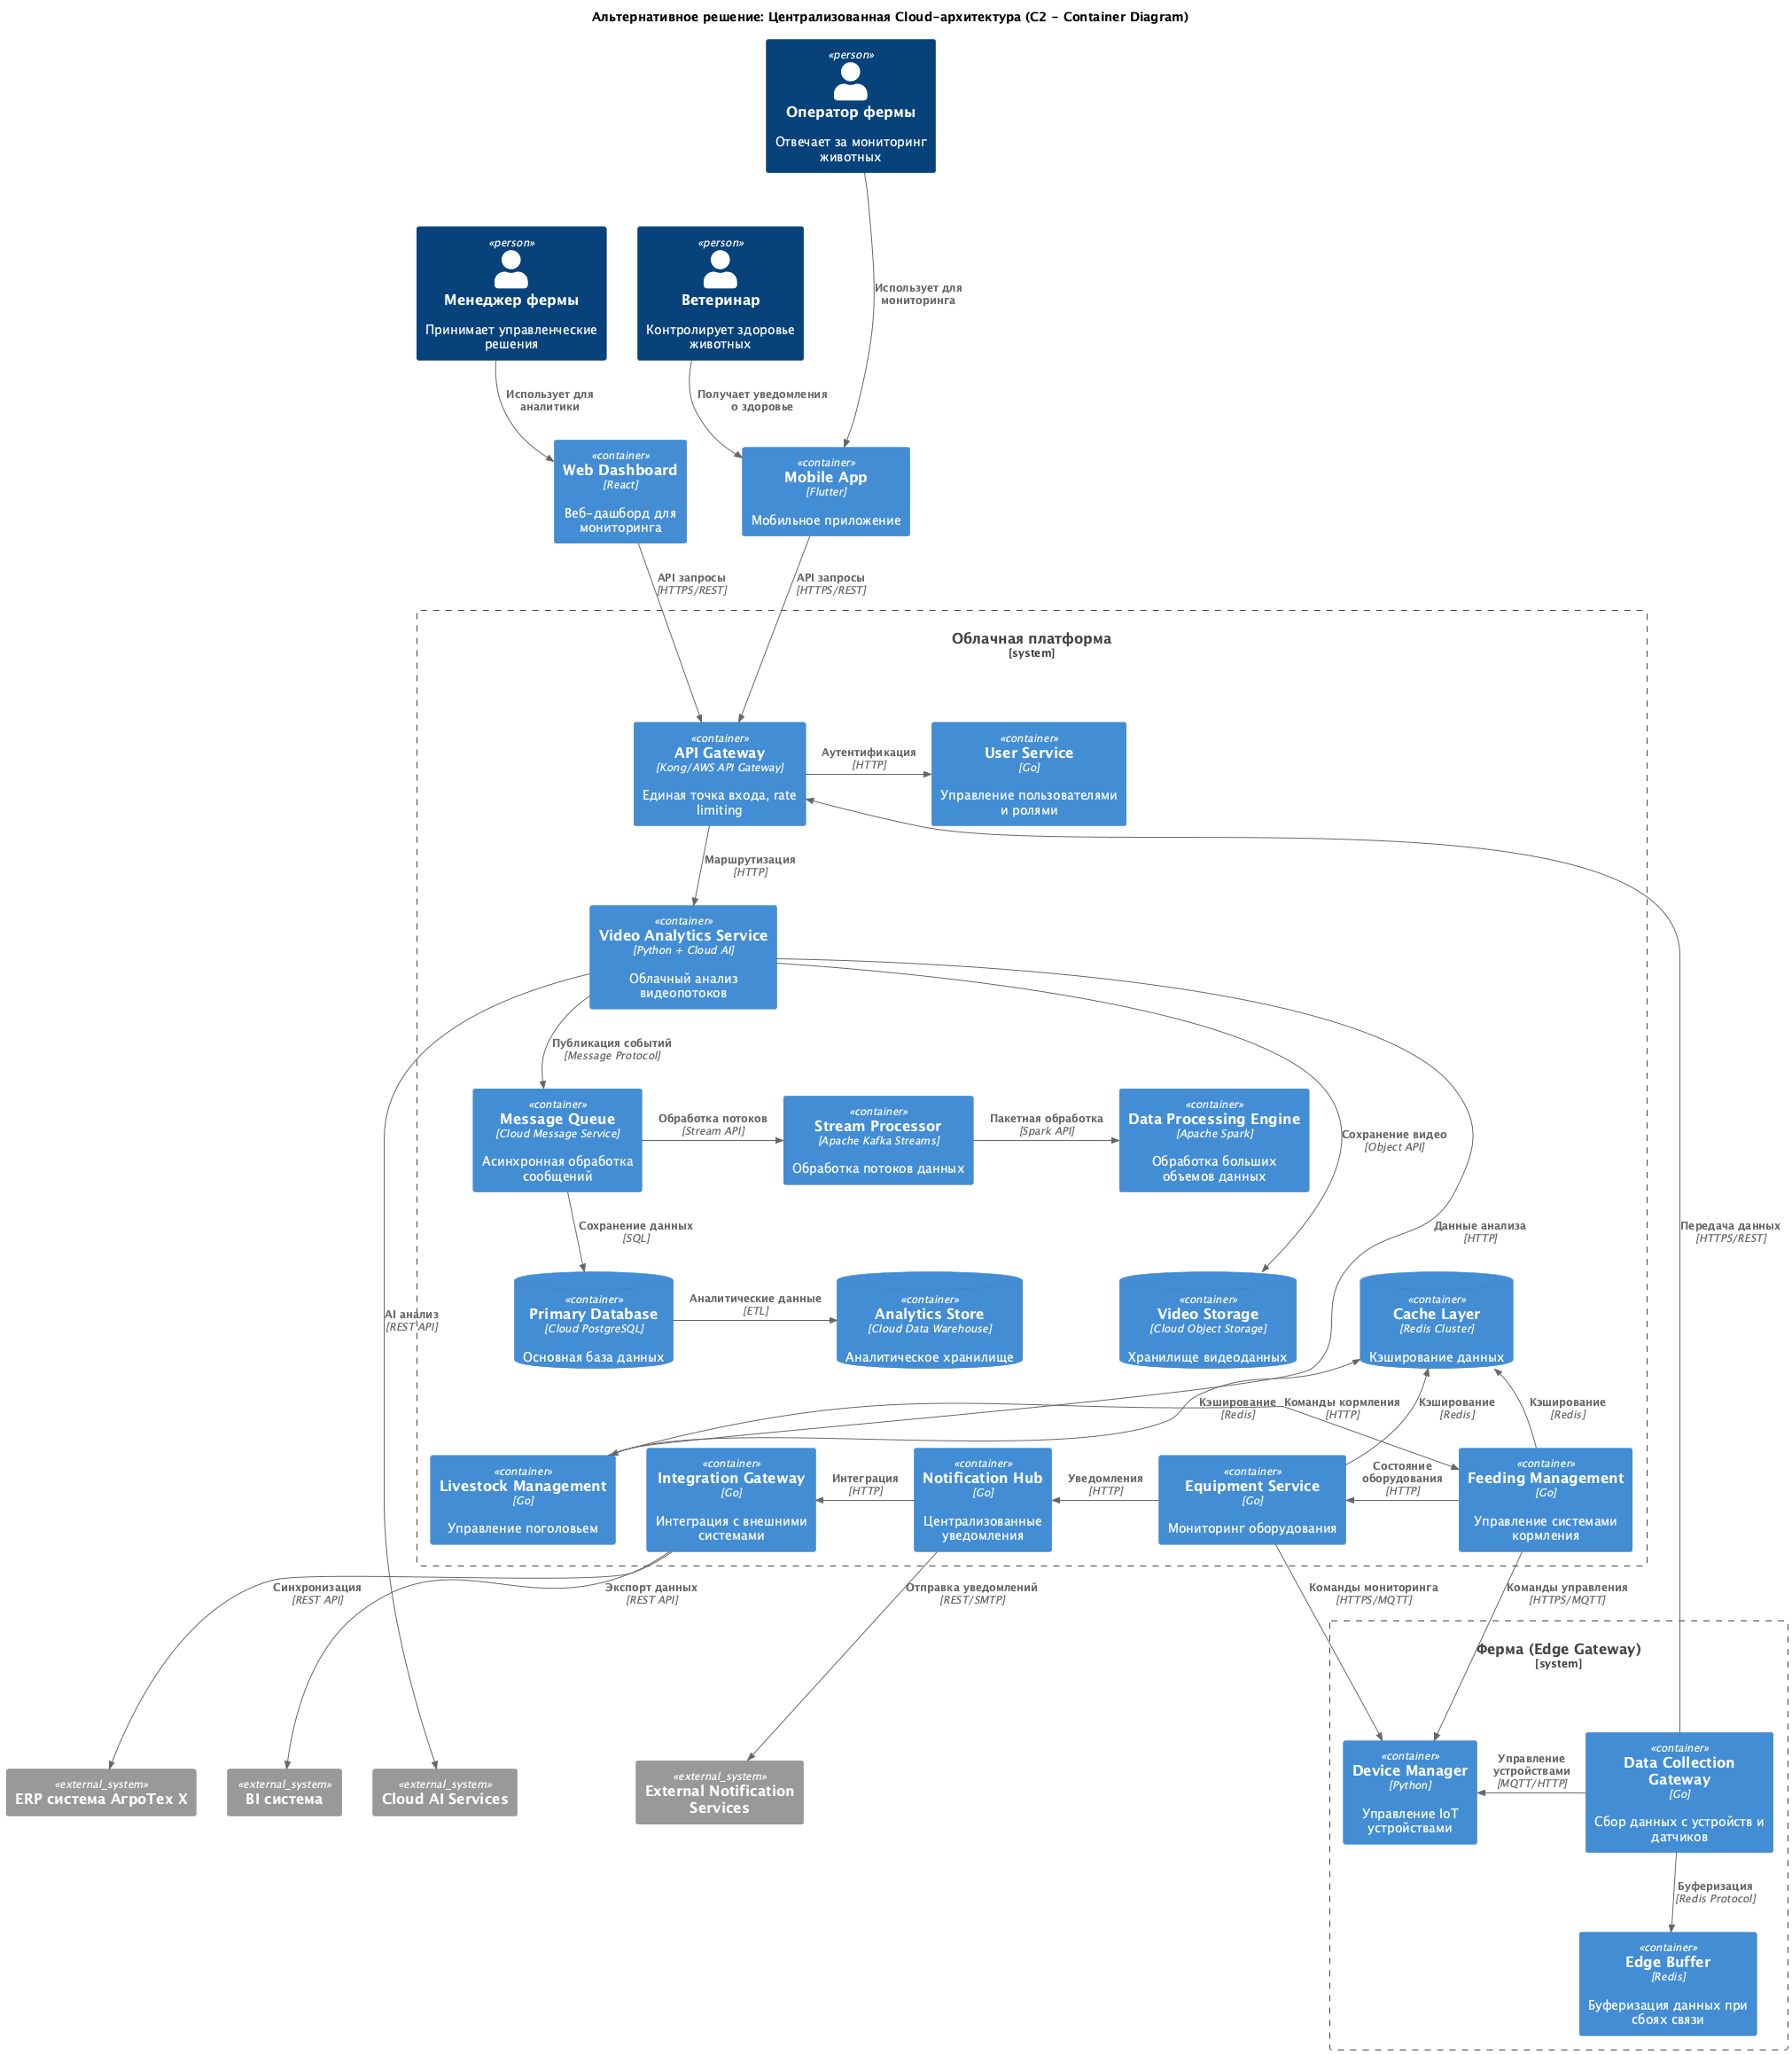 Альтернативное решение: Централизованная Cloud-архитектура (C2 - Container Diagram)
«person»
Оператор фермы
Отвечает за мониторинг
животных
«person»
Менеджер фермы
Принимает управленческие
решения
«person»
Ветеринар
Контролирует здоровье
животных
Использует для
мониторинга
Использует для
аналитики
Получает уведомления
о здоровье
«container»
Web Dashboard
[React]
Веб-дашборд для
мониторинга
«container»
Mobile App
[Flutter]
Мобильное приложение
API запросы
[HTTPS/REST]
API запросы
[HTTPS/REST]
Облачная платформа
[system]
«container»
API Gateway
[Kong/AWS API Gateway]
Единая точка входа, rate
limiting
Аутентификация
[HTTP]
«container»
User Service
[Go]
Управление пользователями
и ролями
Маршрутизация
[HTTP]
«container»
Video Analytics Service
[Python + Cloud AI]
Облачный анализ
видеопотоков
Публикация событий
[Message Protocol]
«container»
Message Queue
[Cloud Message Service]
Асинхронная обработка
сообщений
Обработка потоков
[Stream API]
«container»
Stream Processor
[Apache Kafka Streams]
Обработка потоков данных
Пакетная обработка
[Spark API]
«container»
Data Processing Engine
[Apache Spark]
Обработка больших
объемов данных
Сохранение видео
[Object API]
Сохранение данных
[SQL]
Данные анализа
[HTTP]
Передача данных
[HTTPS/REST]
AI анализ
[REST API]
«container»
Primary Database
[Cloud PostgreSQL]
Основная база данных
Аналитические данные
[ETL]
«container»
Analytics Store
[Cloud Data Warehouse]
Аналитическое хранилище
«container»
Video Storage
[Cloud Object Storage]
Хранилище видеоданных
«container»
Cache Layer
[Redis Cluster]
Кэширование данных
Кэширование
[Redis]
Команды кормления
[HTTP]
Кэширование
[Redis]
Кэширование
[Redis]
«container»
Livestock Management
[Go]
Управление поголовьем
«container»
Integration Gateway
[Go]
Интеграция с внешними
системами
Интеграция
[HTTP]
«container»
Notification Hub
[Go]
Централизованные
уведомления
Уведомления
[HTTP]
«container»
Equipment Service
[Go]
Мониторинг оборудования
Состояние
оборудования
[HTTP]
«container»
Feeding Management
[Go]
Управление системами
кормления
Синхронизация
[REST API]
Экспорт данных
[REST API]
Отправка уведомлений
[REST/SMTP]
Команды мониторинга
[HTTPS/MQTT]
Команды управления
[HTTPS/MQTT]
Ферма (Edge Gateway)
[system]
«external_system»
ERP система АгроТех X
«external_system»
BI система
«external_system»
Cloud AI Services
«external_system»
External Notification
Services
«container»
Device Manager
[Python]
Управление IoT
устройствами
Управление
устройствами
[MQTT/HTTP]
«container»
Data Collection
Gateway
[Go]
Сбор данных с устройств и
датчиков
Буферизация
[Redis Protocol]
«container»
Edge Buffer
[Redis]
Буферизация данных при
сбоях связи